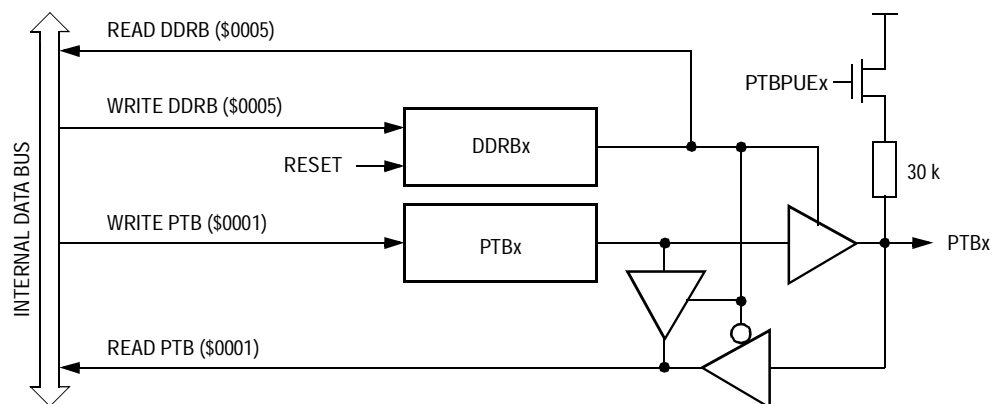 READ DDRB ($0005)
PTBPUEx
WRITE DDRB ($0005)
DDRBx
RESET
30 k
WRITE PTB ($0001)
PTBx
PTBx
INTERNAL DATA BUS
READ PTB ($0001)